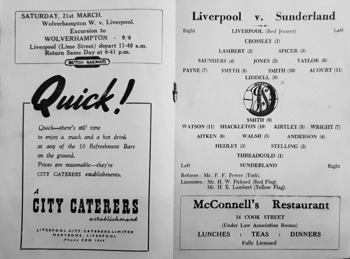 SATURDAY, 21st MARCH.
Wolverhampton W. v. Liverpool.
Excursion to
WOLVERHAMPTON - 9/6
Liverpool (Lime Street) depart 11-40 a.m.
Return Same Day at 6-41 p.m.
BRITISH RAILWAYS
Quick!
Quick—there's still time
to enjoy a snack and a hot drink
at any of the 10 Refreshment Bars
on the ground.
Prices are reasonable—they're
CITY CATERERS establishments.
A
CITY CATERERS
establishment
LIVERPOOL CITY CATERERS LIMITED
HARTRONS, LIVERPOOL
Liverpool v. Sunderland
Right LIVERPOOL (Red Jerseys) Left
CROSSLEY (1)
LAMBERT (2) SPICER (3)
SAUNDERS (4) JONES (5) TAYLOR (6)
PAYNE (7) SMYTH (8) SMITH (10) ACOURT (11)
LIDDELL (9)
SMITH (9)
WATSON (11) SHACKLETON (10) KIRTLEY (8) WRIGHT (7)
AITKEN (6) WALSH (5) ANDERSON (4)
HEDLEY (3) STELLING (2)
THREADGOLD (1)
Left SUNDERLAND Right
Referee: Mr. P. F. Power (York).
Linesmen: Mr. H. W. Pickard (Red Flag)
Mr. H. E. Lambert (Yellow Flag).
McConnell's Restaurant
14 COOK STREET
(Under Law Association Rooms)
LUNCHES : TEAS : DINNERS
Fully Licensed